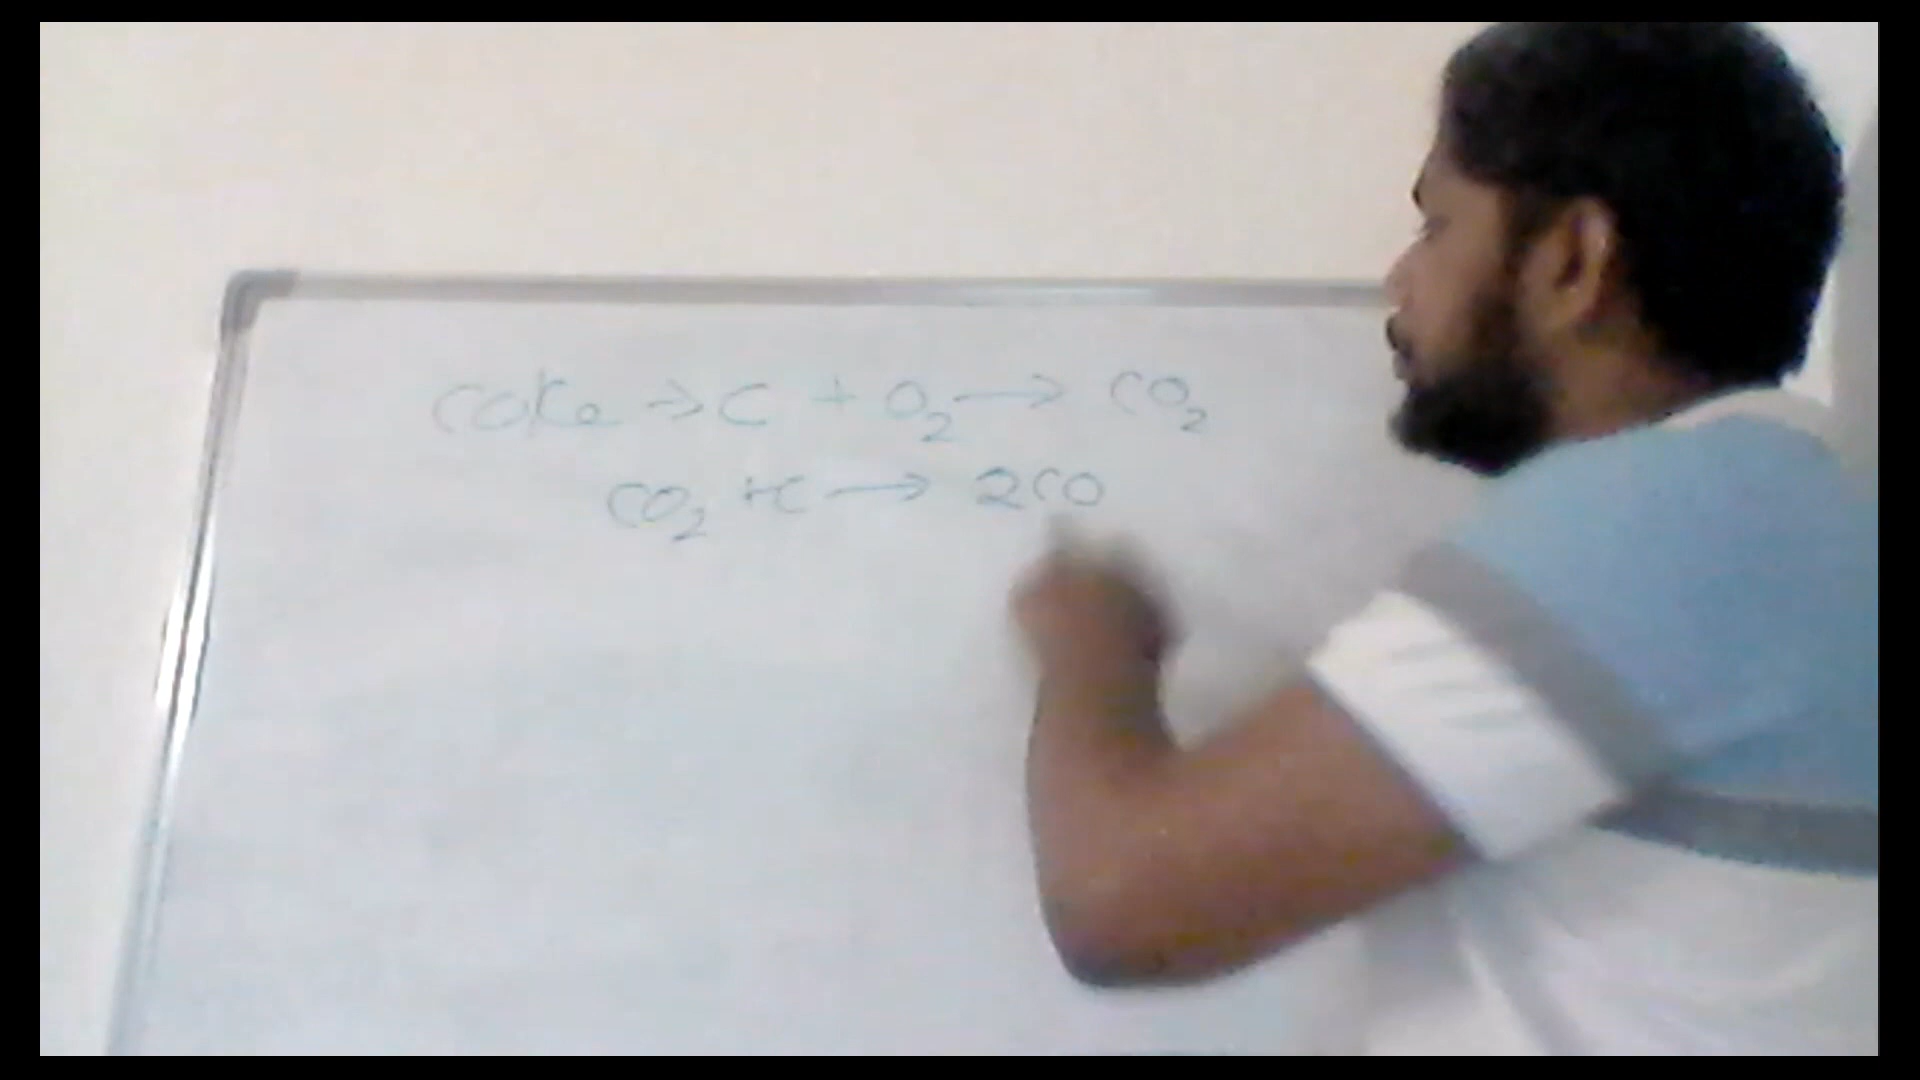 Coke → C + O₂ → CO₂
CO₂ + C → 2CO